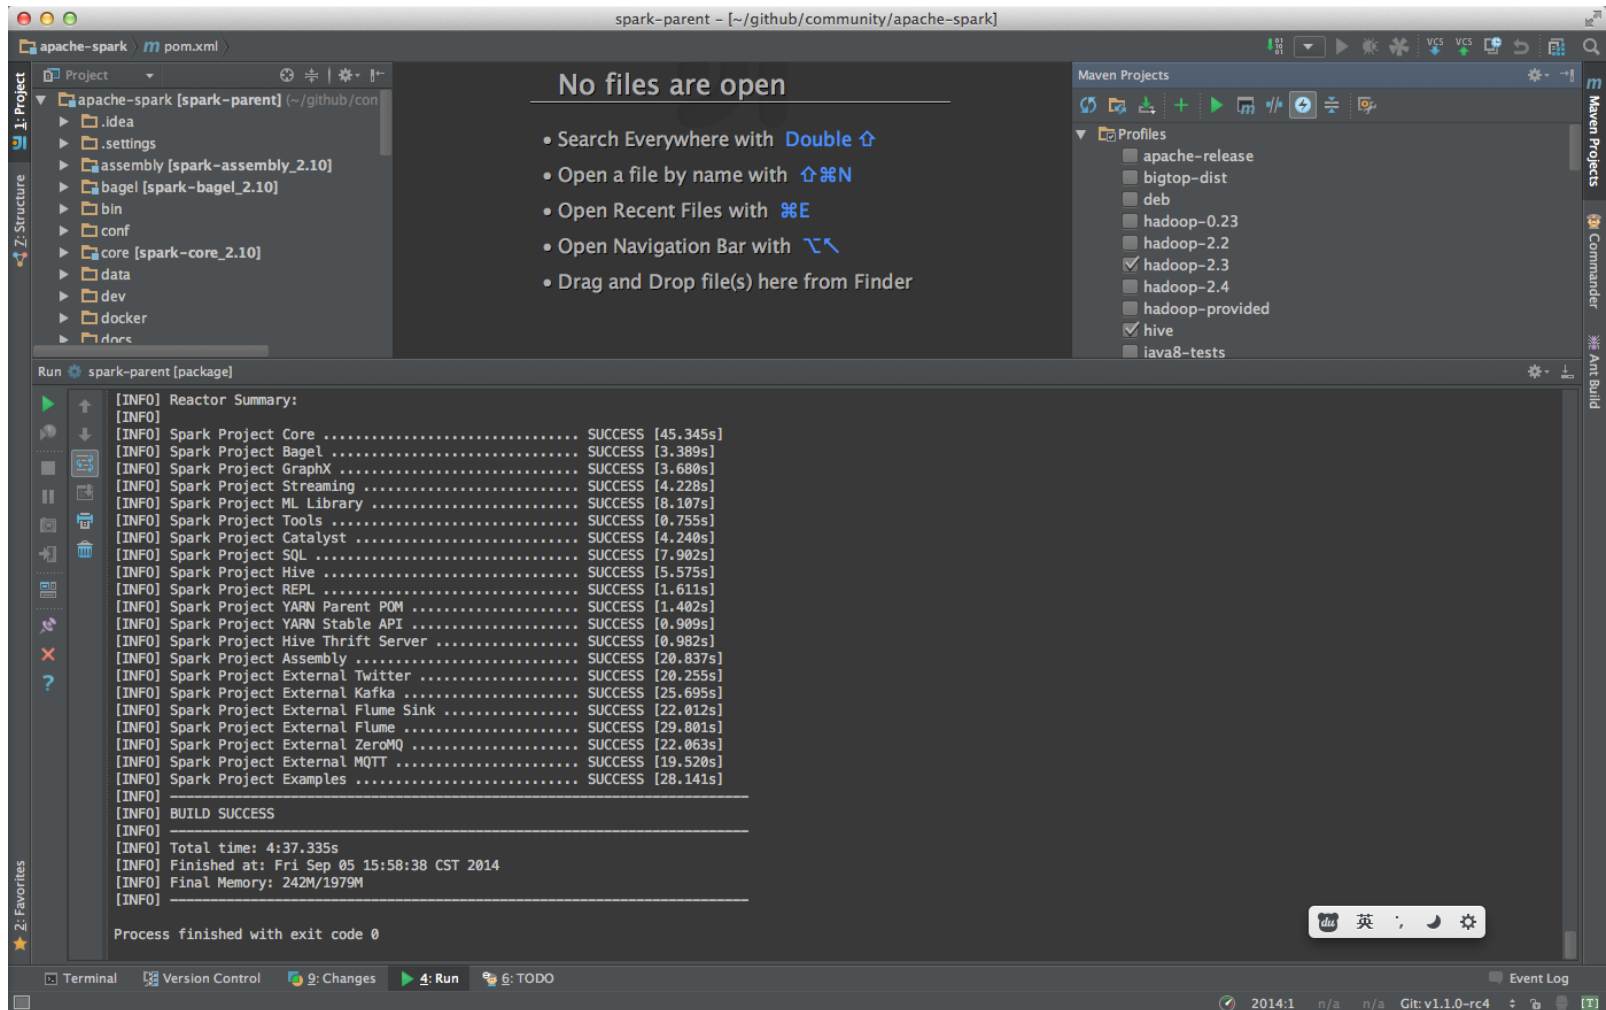 spark-parent – [~/github/community/apache-spark]
apache-spark
m pom.xml
VCS VCS
1: Project
Z: Structure
2: Favorites
Project
apache-spark [spark-parent] (~/github/con
.idea
.settings
assembly [spark-assembly_2.10]
bagel [spark-bagel_2.10]
bin
conf
core [spark-core_2.10]
data
dev
docker
docs
No files are open
• Search Everywhere with Double ⇧
• Open a file by name with ⇧⌘N
• Open Recent Files with ⌘E
• Open Navigation Bar with ⌥↖
• Drag and Drop file(s) here from Finder
Maven Projects
Profiles
apache-release
bigtop-dist
deb
hadoop-0.23
hadoop-2.2
hadoop-2.3
hadoop-2.4
hadoop-provided
hive
java8-tests
m Maven Projects
Commander
Ant Build
Run spark-parent [package]
[INFO] Reactor Summary:
[INFO]
[INFO] Spark Project Core ................................ SUCCESS [45.345s]
[INFO] Spark Project Bagel ............................... SUCCESS [3.389s]
[INFO] Spark Project GraphX .............................. SUCCESS [3.680s]
[INFO] Spark Project Streaming ........................... SUCCESS [4.228s]
[INFO] Spark Project ML Library .......................... SUCCESS [8.107s]
[INFO] Spark Project Tools ............................... SUCCESS [0.755s]
[INFO] Spark Project Catalyst ............................ SUCCESS [4.240s]
[INFO] Spark Project SQL ................................. SUCCESS [7.902s]
[INFO] Spark Project Hive ................................ SUCCESS [5.575s]
[INFO] Spark Project REPL ................................ SUCCESS [1.611s]
[INFO] Spark Project YARN Parent POM ..................... SUCCESS [1.402s]
[INFO] Spark Project YARN Stable API ..................... SUCCESS [0.909s]
[INFO] Spark Project Hive Thrift Server .................. SUCCESS [0.982s]
[INFO] Spark Project Assembly ............................ SUCCESS [20.837s]
[INFO] Spark Project External Twitter .................... SUCCESS [20.255s]
[INFO] Spark Project External Kafka ...................... SUCCESS [25.695s]
[INFO] Spark Project External Flume Sink ................. SUCCESS [22.012s]
[INFO] Spark Project External Flume ...................... SUCCESS [29.801s]
[INFO] Spark Project External ZeroMQ ..................... SUCCESS [22.063s]
[INFO] Spark Project External MQTT ....................... SUCCESS [19.520s]
[INFO] Spark Project Examples ............................ SUCCESS [28.141s]
[INFO] ------------------------------------------------------------------------
[INFO] BUILD SUCCESS
[INFO] ------------------------------------------------------------------------
[INFO] Total time: 4:37.335s
[INFO] Finished at: Fri Sep 05 15:58:38 CST 2014
[INFO] Final Memory: 242M/1979M
[INFO] ------------------------------------------------------------------------
Process finished with exit code 0
du 英 ·,
Terminal
Version Control
9: Changes
4: Run
6: TODO
Event Log
2014:1 n/a n/a Git: v1.1.0-rc4 [T]